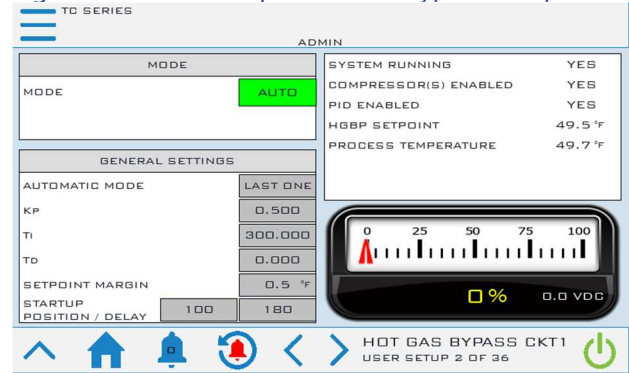 TC SERIES
ADMIN
MODE
MODE AUTO
GENERAL SETTINGS
AUTOMATIC MODE LAST ONE
KP 0.500
TI 300.000
TD 0.000
SETPOINT MARGIN 0.5 °F
STARTUP
POSITION / DELAY 100 180
SYSTEM RUNNING YES
COMPRESSOR(S) ENABLED YES
PID ENABLED YES
HGBP SETPOINT 49.5 °F
PROCESS TEMPERATURE 49.7 °F
0 25 50 75 100
0 % 0.0 VDC
0
HOT GAS BYPASS CKT1
USER SETUP 2 OF 36